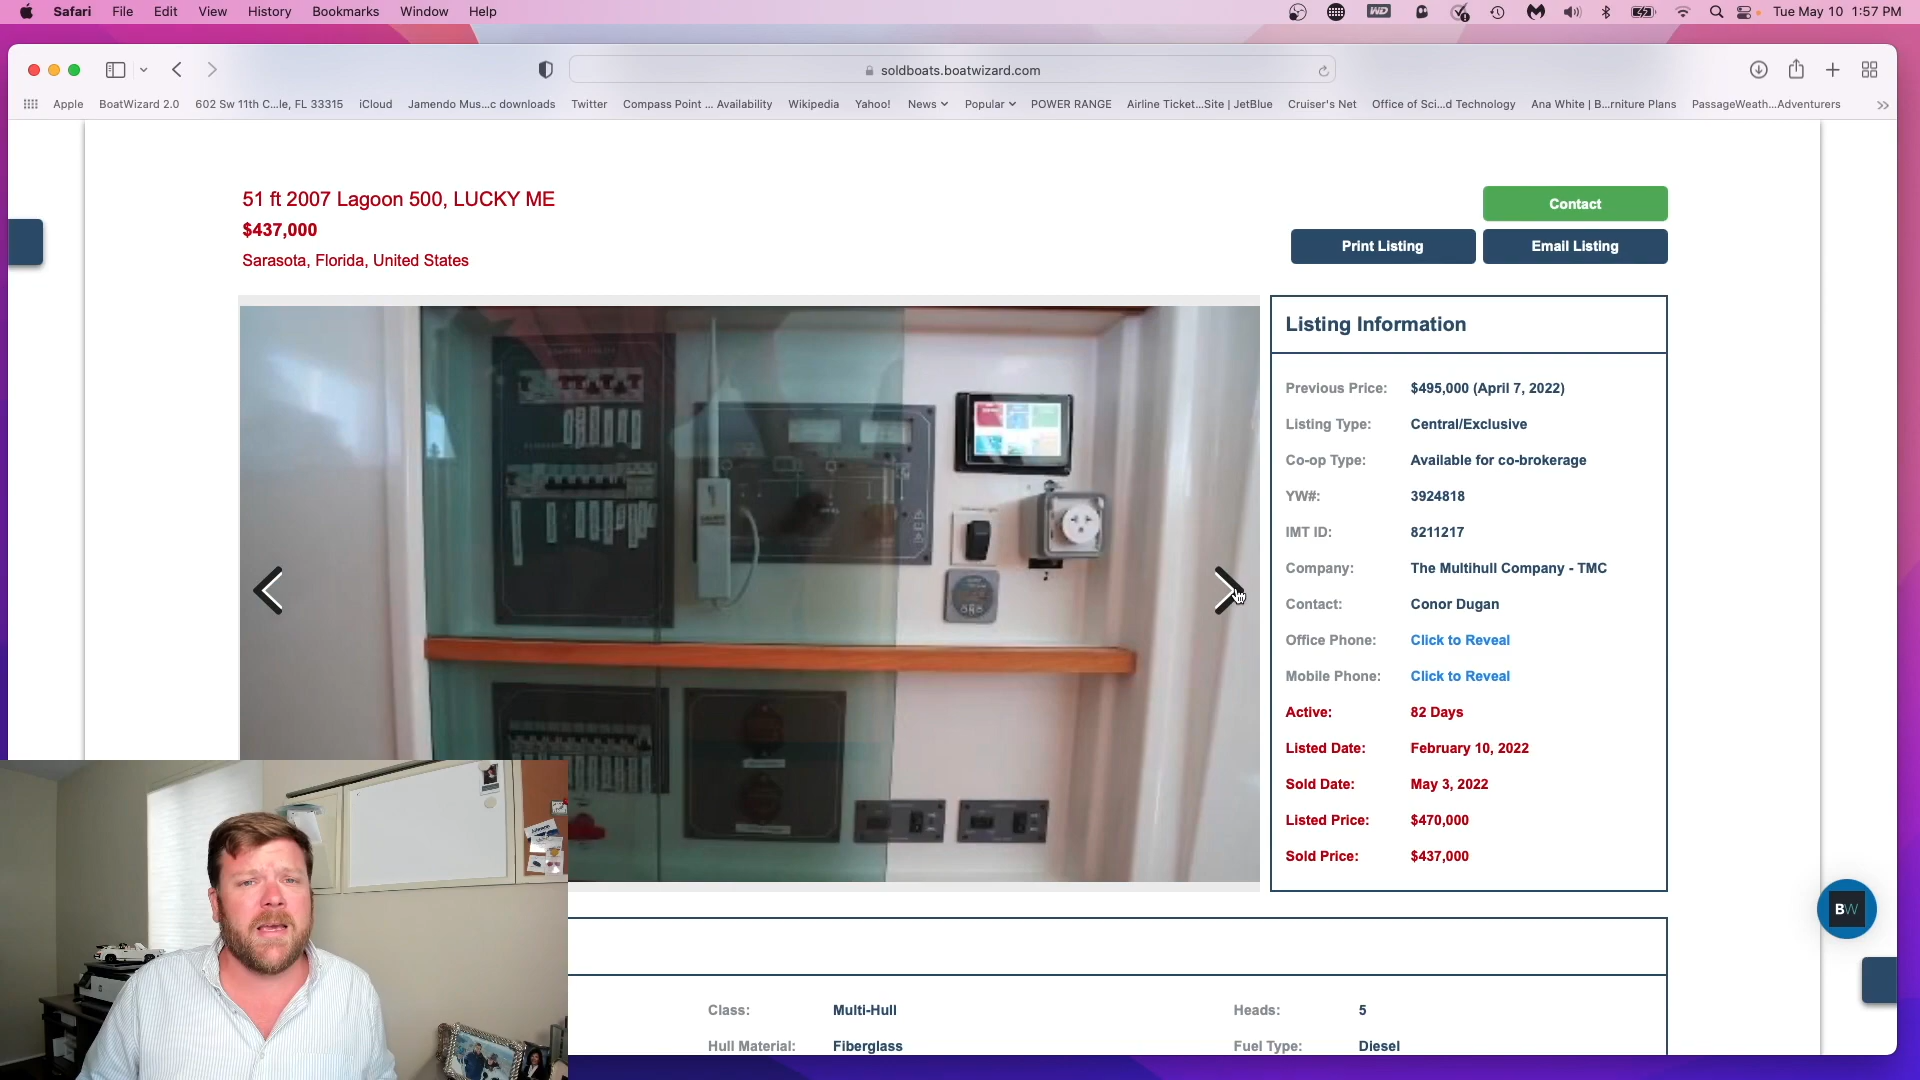 Safari File Edit View History Bookmarks Window Help
WD
Tue May 10 1:57 PM
soldboats.boatwizard.com
Apple BoatWizard 2.0 602 Sw 11th C...le, FL 33315 iCloud Jamendo Mus...c downloads Twitter Compass Point ... Availability Wikipedia Yahoo! News Popular POWER RANGE Airline Ticket...Site | JetBlue Cruiser's Net Office of Sci...d Technology Ana White | B...rniture Plans PassageWeath...Adventurers
51 ft 2007 Lagoon 500, LUCKY ME
$437,000
Sarasota, Florida, United States
Contact
Print Listing Email Listing
Listing Information
Previous Price: $495,000 (April 7, 2022)
Listing Type: Central/Exclusive
Co-op Type: Available for co-brokerage
YW#: 3924818
IMT ID: 8211217
Company: The Multihull Company - TMC
Contact: Conor Dugan
Office Phone: Click to Reveal
Mobile Phone: Click to Reveal
Active: 82 Days
Listed Date: February 10, 2022
Sold Date: May 3, 2022
Listed Price: $470,000
Sold Price: $437,000
BW
Class: Multi-Hull Heads: 5
Hull Material: Fiberglass Fuel Type: Diesel